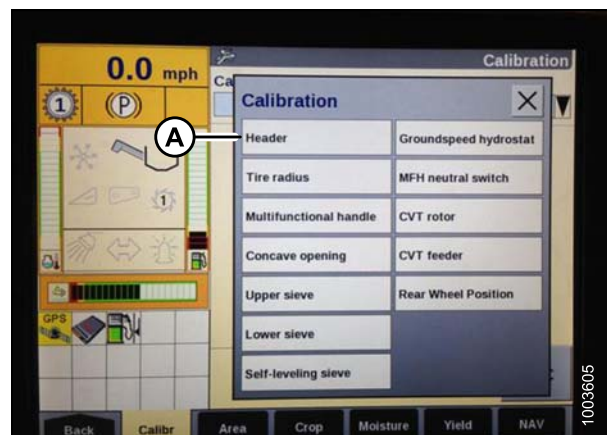 0.0 mph
Calibration
Ca
1
(P)
Calibration
A
Header
Groundspeed hydrostat
Tire radius
MFH neutral switch
Multifunctional handle
CVT rotor
1
Concave opening
CVT feeder
Upper sieve
Rear Wheel Position
GPS
Lower sieve
Self-leveling sieve
Back
Calibr
Area
Crop
Moisture
Yield
NAV
1003605